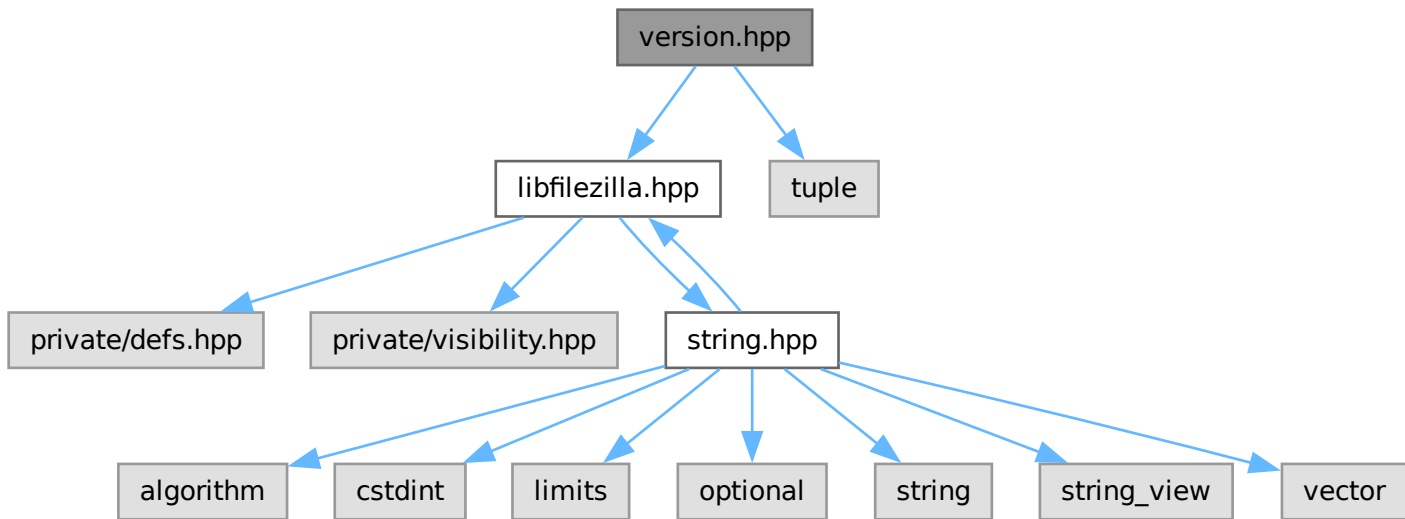 version.hpp
libfilezilla.hpp
tuple
private/defs.hpp
private/visibility.hpp
string.hpp
algorithm
cstdint
limits
optional
string
string_view
vector